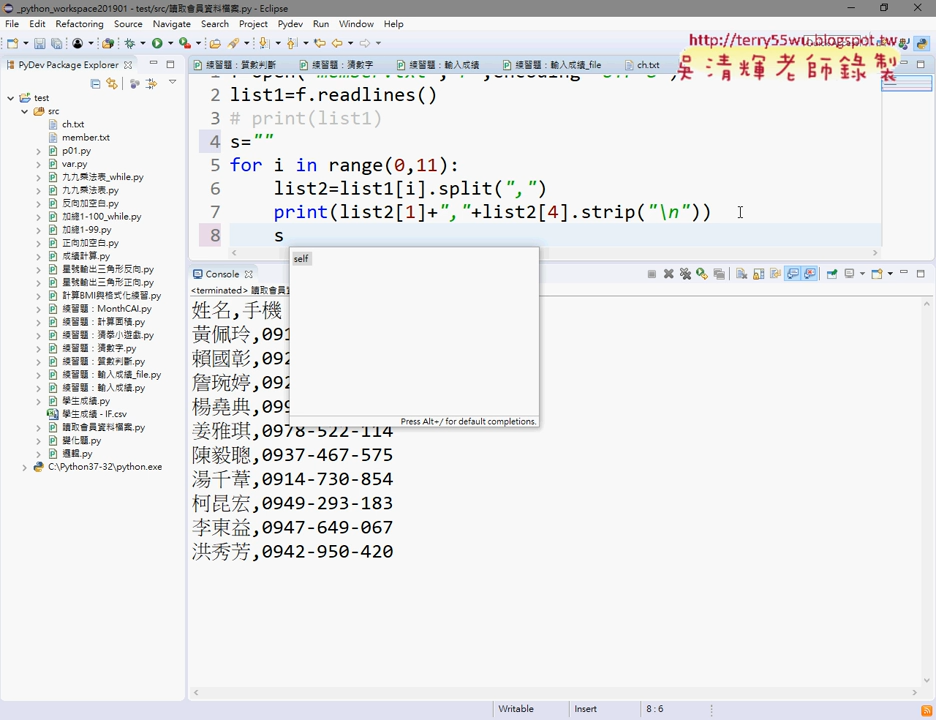 _python_workspace201901 - test/src/讀取會員資料檔案.py - Eclipse
File Edit Refactoring Source Navigate Search Project Pydev Run Window Help
http://terry55wu.blogspot.tw
吳清輝老師錄製
PyDev Package Explorer
練習題：質數判斷 練習題：猜數字 練習題：輸入成績 練習題：輸入成績_file ch.txt
test
src
ch.txt
member.txt
p01.py
var.py
九九乘法表_while.py
九九乘法表.py
反向加空白.py
加總1-100_while.py
加總1-99.py
正向加空白.py
成績計算.py
星號輸出三角形反向.py
星號輸出三角形正向.py
計算BMI與格式化練習.py
練習題：MonthCAl.py
練習題：計算面積.py
練習題：猜拳小遊戲.py
練習題：猜數字.py
練習題：質數判斷.py
練習題：輸入成績_file.py
練習題：輸入成績.py
學生成績.py
學生成績 - IF.csv
讀取會員資料檔案.py
變化題.py
邏輯.py
C:\Python37-32\python.exe
2 list1=f.readlines()
3 # print(list1)
4 s=""
5 for i in range(0,11):
6 list2=list1[i].split(",")
7 print(list2[1]+","+list2[4].strip("\n"))
8 s
self
Press Alt+/ for default completions.
Console
<terminated> 讀取會員資
姓名,手機
黃佩玲,091
賴國彰,092
詹琬婷,092
楊堯典,099
姜雅琪,0978-522-114
陳毅聰,0937-467-575
湯千葦,0914-730-854
柯昆宏,0949-293-183
李東益,0947-649-067
洪秀芳,0942-950-420
Writable Insert 8 : 6